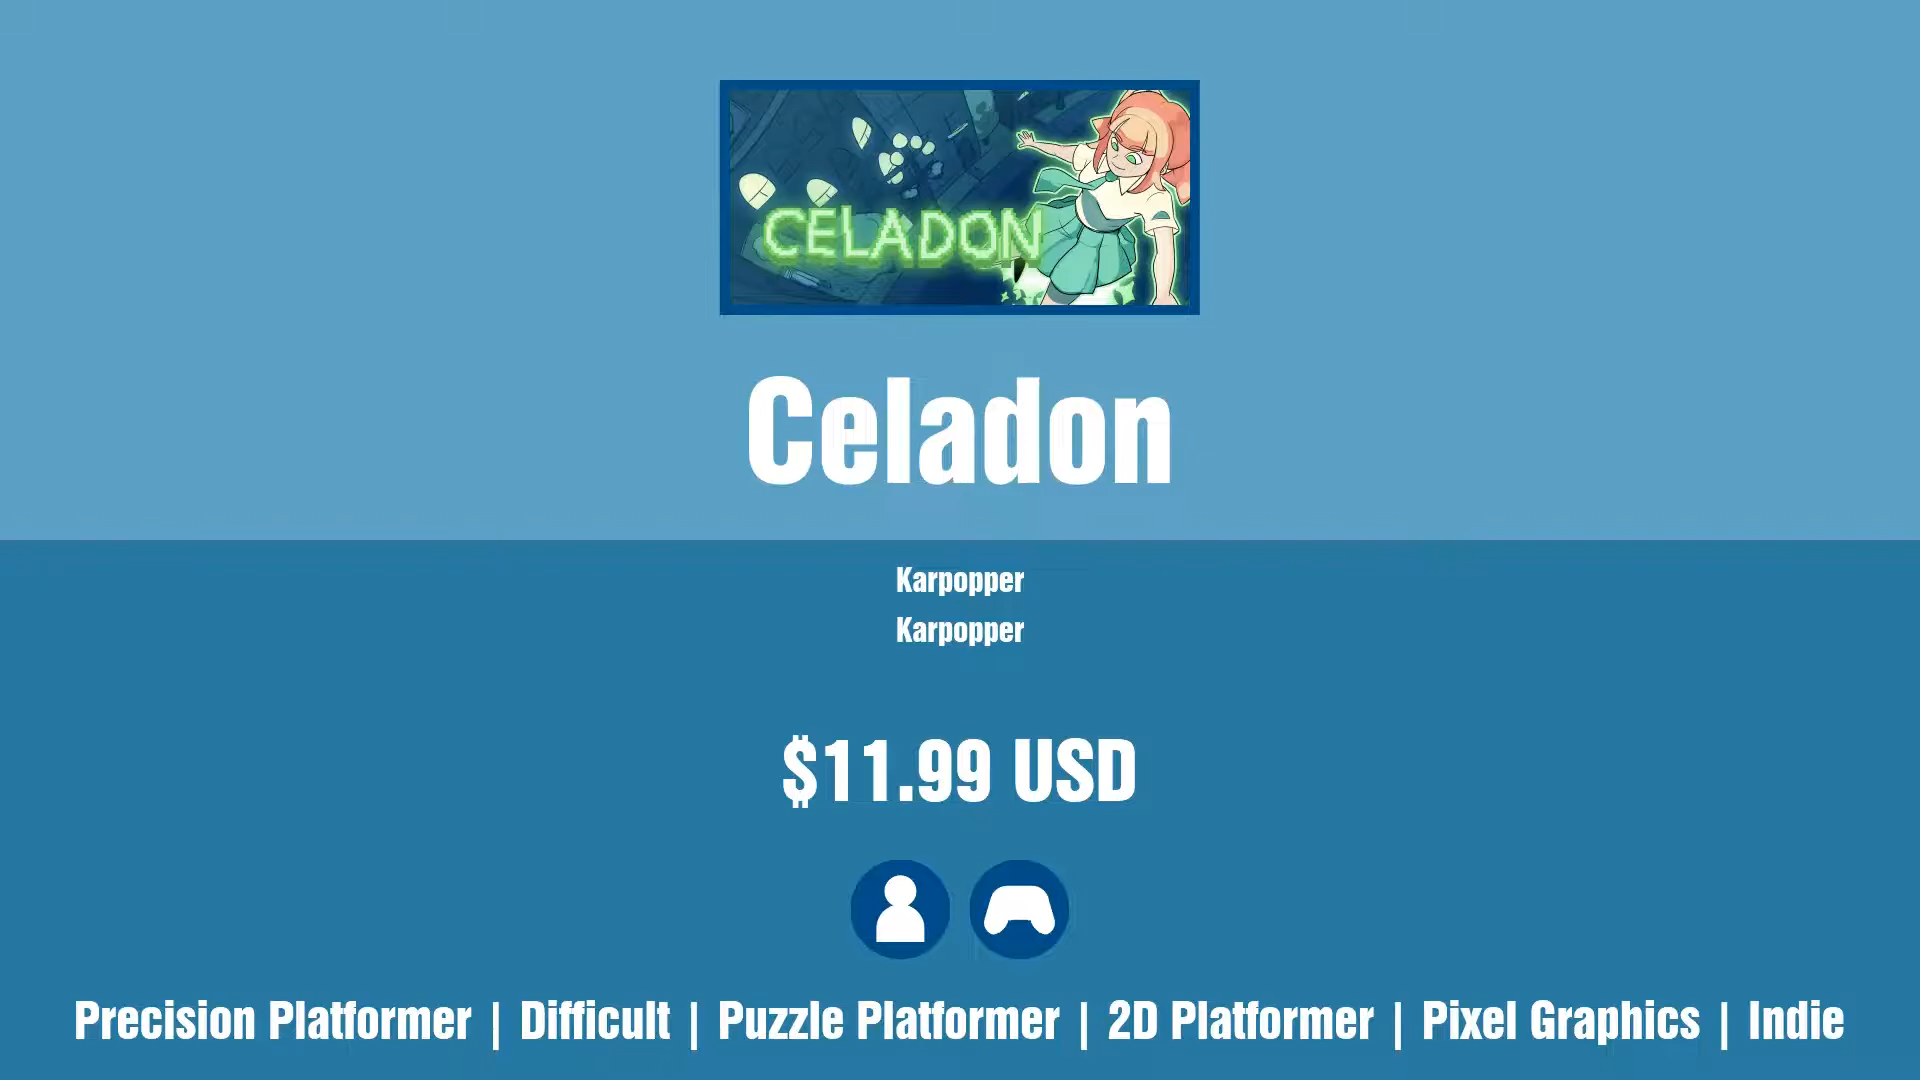 CELADON
Celadon
Karpopper
Karpopper
$11.99 USD
Precision Platformer | Difficult | Puzzle Platformer | 2D Platformer | Pixel Graphics | Indie